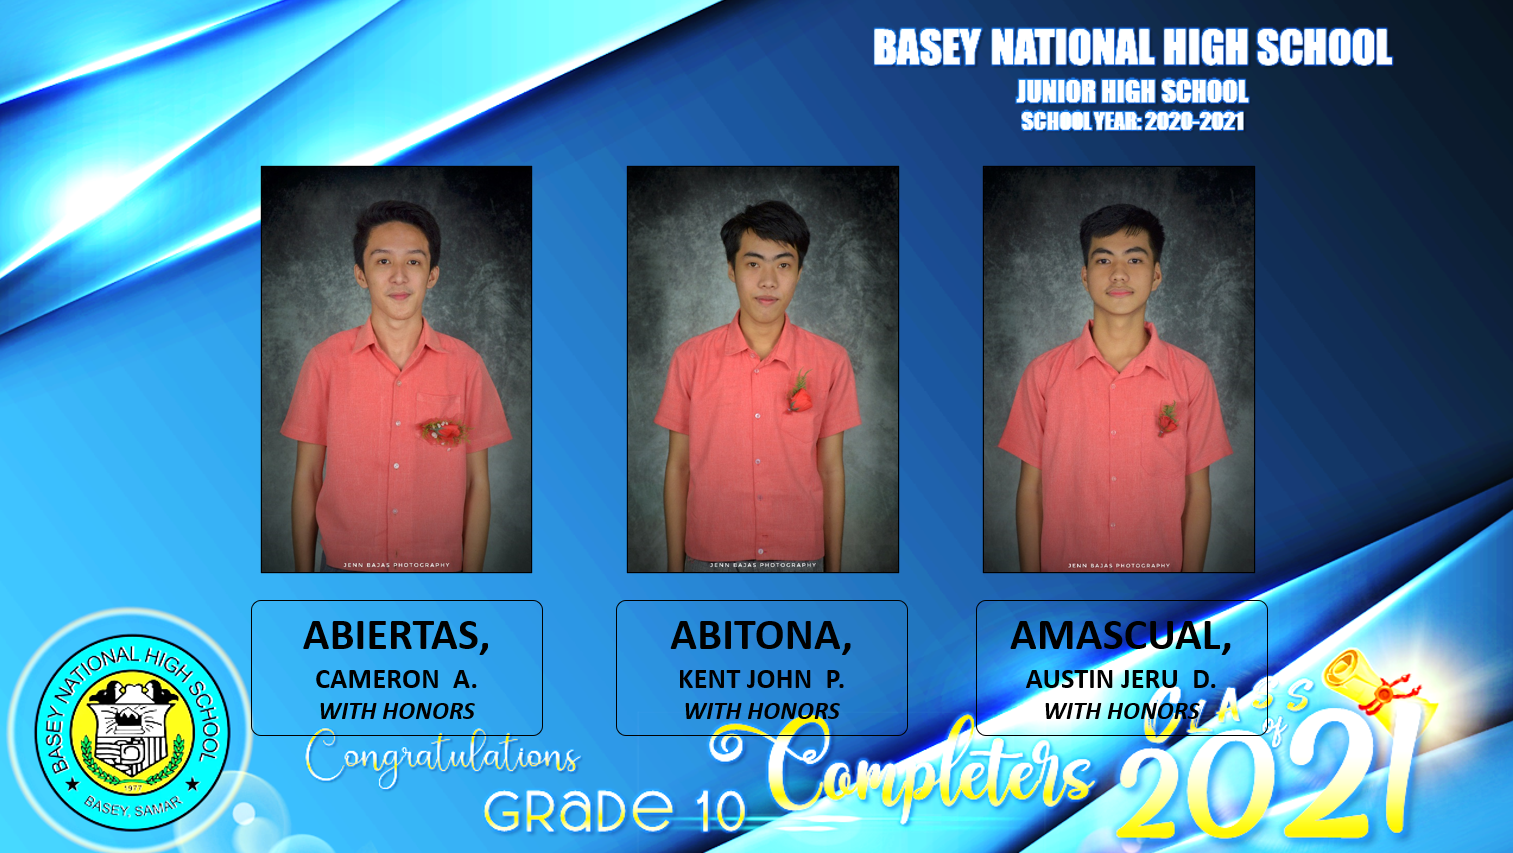 BASEY NATIONAL HIGH SCHOOL
JUNIOR HIGH SCHOOL
SCHOOL YEAR: 2020-2021
JENN BAJAS PHOTOGRAPHY
JENN BAJAS PHOTOGRAPHY
JENN BAJAS PHOTOGRAPHY
ABIERTAS,
CAMERON A.
WITH HONORS
ABITONA,
KENT JOHN P.
WITH HONORS
AMASCUAL,
AUSTIN JERU D.
WITH HONORS
BASEY NATIONAL HIGH SCHOOL
1977
★ BASEY, SAMAR ★
Congratulations
GRaDe 10
Completers
CLASS
of
2021